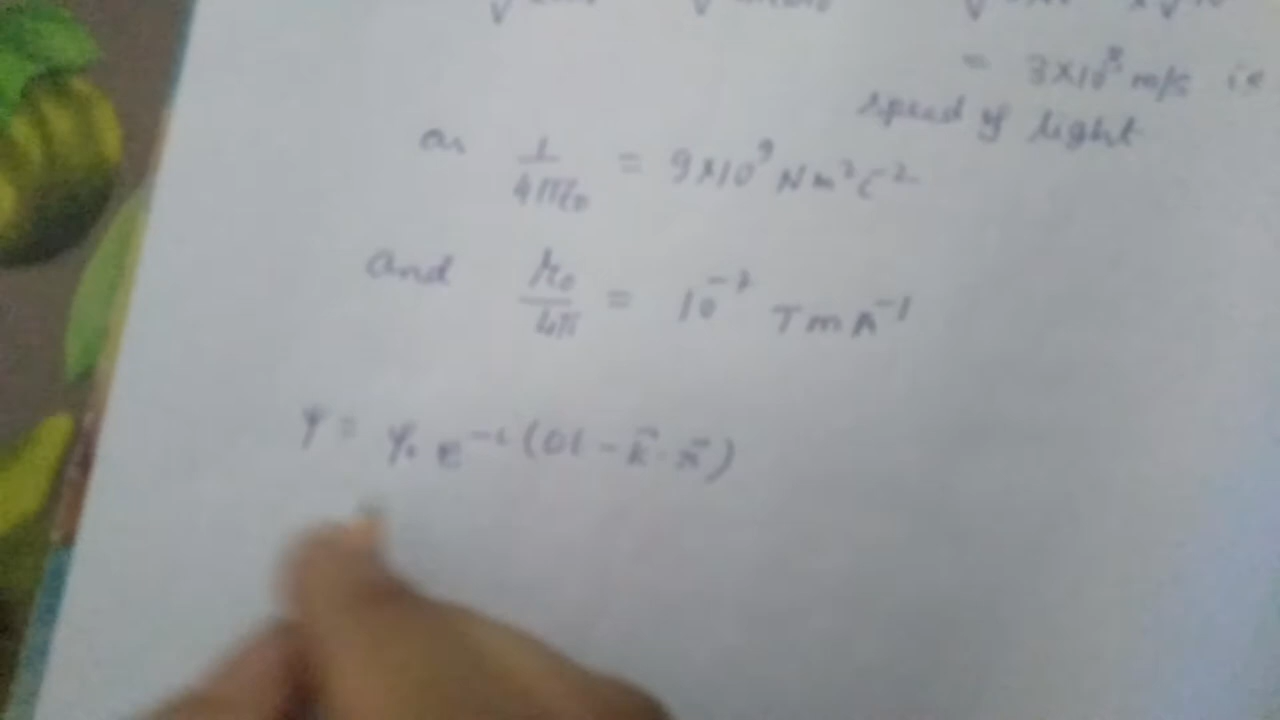 = 3×10⁸ m/s ie
speed of light
as 1/4πε₀ = 9×10⁹ Nm²C⁻²
and μ₀/4π = 10⁻⁷ TmA⁻¹
ψ = ψ₀ e^{-i(ωt - k⃗·r⃗)}